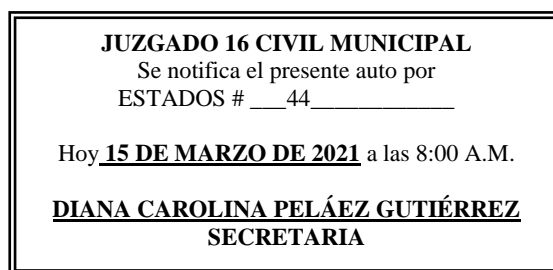 JUZGADO 16 CIVIL MUNICIPAL
Se notifica el presente auto por
ESTADOS # ___44____________
Hoy 15 DE MARZO DE 2021 a las 8:00 A.M.
DIANA CAROLINA PELÁEZ GUTIÉRREZ
SECRETARIA